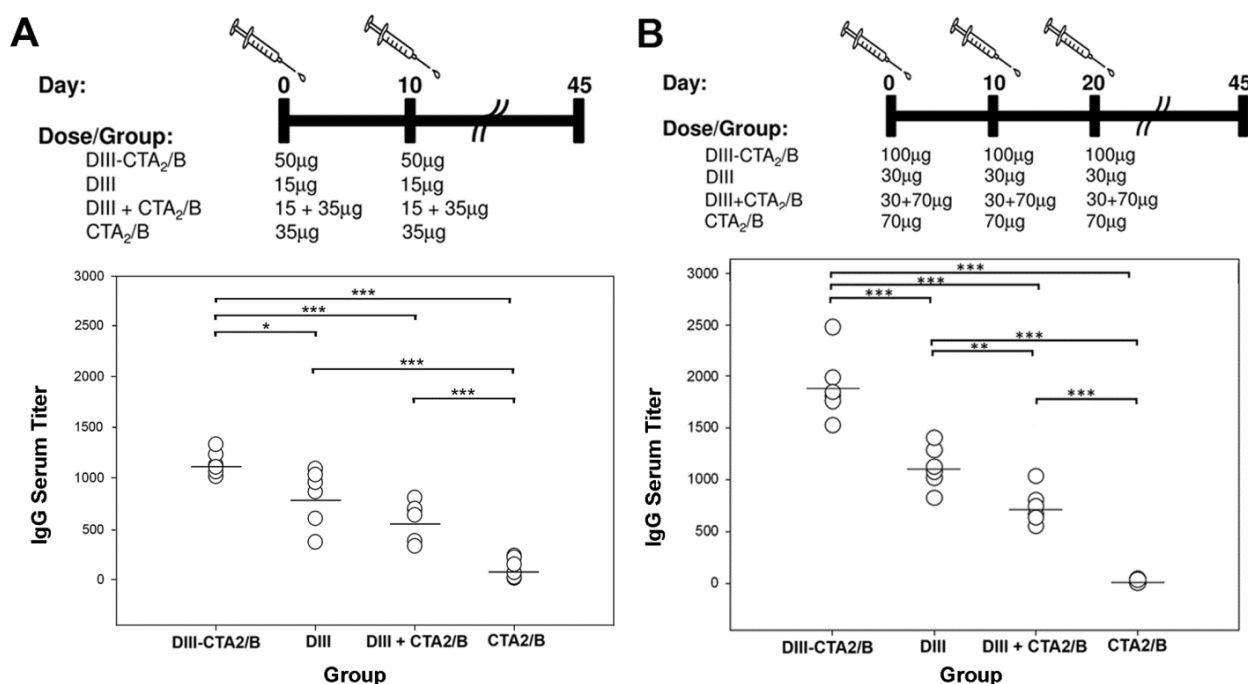 A
Day: 0 10 45
Dose/Group:
DIII-CTA₂/B 50µg 50µg
DIII 15µg 15µg
DIII + CTA₂/B 15 + 35µg 15 + 35µg
CTA₂/B 35µg 35µg
3000
2500
2000
1500
1000
500
0
IgG Serum Titer
***
***
*
***
***
DIII-CTA2/B DIII DIII + CTA2/B CTA2/B
Group
B
Day: 0 10 20 45
Dose/Group:
DIII-CTA₂/B 100µg 100µg 100µg
DIII 30µg 30µg 30µg
DIII+CTA₂/B 30+70µg 30+70µg 30+70µg
CTA₂/B 70µg 70µg 70µg
3000
2500
2000
1500
1000
500
0
IgG Serum Titer
***
***
***
***
**
***
DIII-CTA2/B DIII DIII + CTA2/B CTA2/B
Group